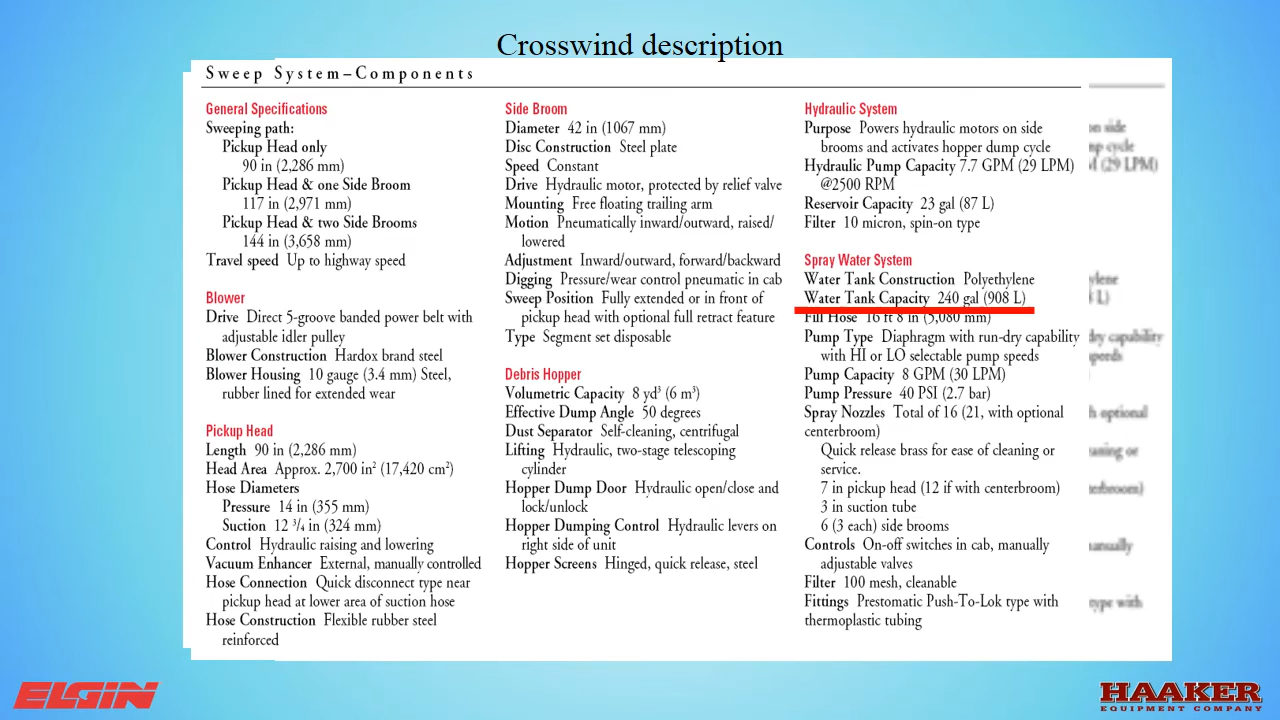 Crosswind description
Sweep System–Components
General Specifications
Sweeping path:
Pickup Head only
90 in (2,286 mm)
Pickup Head & one Side Broom
117 in (2,971 mm)
Pickup Head & two Side Brooms
144 in (3,658 mm)
Travel speed Up to highway speed
Blower
Drive Direct 5-groove banded power belt with
adjustable idler pulley
Blower Construction Hardox brand steel
Blower Housing 10 gauge (3.4 mm) Steel,
rubber lined for extended wear
Pickup Head
Length 90 in (2,286 mm)
Head Area Approx. 2,700 in² (17,420 cm²)
Hose Diameters
Pressure 14 in (355 mm)
Suction 12 3/4 in (324 mm)
Control Hydraulic raising and lowering
Vacuum Enhancer External, manually controlled
Hose Connection Quick disconnect type near
pickup head at lower area of suction hose
Hose Construction Flexible rubber steel
reinforced
Side Broom
Diameter 42 in (1067 mm)
Disc Construction Steel plate
Speed Constant
Drive Hydraulic motor, protected by relief valve
Mounting Free floating trailing arm
Motion Pneumatically inward/outward, raised/
lowered
Adjustment Inward/outward, forward/backward
Digging Pressure/wear control pneumatic in cab
Sweep Position Fully extended or in front of
pickup head with optional full retract feature
Type Segment set disposable
Debris Hopper
Volumetric Capacity 8 yd³ (6 m³)
Effective Dump Angle 50 degrees
Dust Separator Self-cleaning, centrifugal
Lifting Hydraulic, two-stage telescoping
cylinder
Hopper Dump Door Hydraulic open/close and
lock/unlock
Hopper Dumping Control Hydraulic levers on
right side of unit
Hopper Screens Hinged, quick release, steel
Hydraulic System
Purpose Powers hydraulic motors on side
brooms and activates hopper dump cycle
Hydraulic Pump Capacity 7.7 GPM (29 LPM)
@2500 RPM
Reservoir Capacity 23 gal (87 L)
Filter 10 micron, spin-on type
Spray Water System
Water Tank Construction Polyethylene
Water Tank Capacity 240 gal (908 L)
Fill Hose 16 ft 8 in (5,080 mm)
Pump Type Diaphragm with run-dry capability
with HI or LO selectable pump speeds
Pump Capacity 8 GPM (30 LPM)
Pump Pressure 40 PSI (2.7 bar)
Spray Nozzles Total of 16 (21, with optional
centerbroom)
Quick release brass for ease of cleaning or
service.
7 in pickup head (12 if with centerbroom)
3 in suction tube
6 (3 each) side brooms
Controls On-off switches in cab, manually
adjustable valves
Filter 100 mesh, cleanable
Fittings Prestomatic Push-To-Lok type with
thermoplastic tubing
ELGIN
HAAKER
EQUIPMENT COMPANY